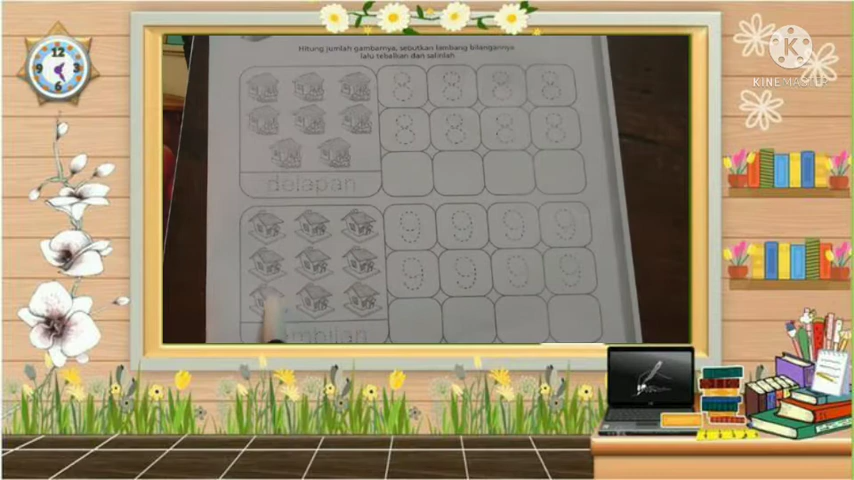 KINEMASTER
Hitung jumlah gambarnya, sebutkan lambang bilangannya
lalu tebalkan dan salinlah
8 8 8 8
8 8 8 8
delapan
9 9 9 9
9 9 9 9
12
9 3
6